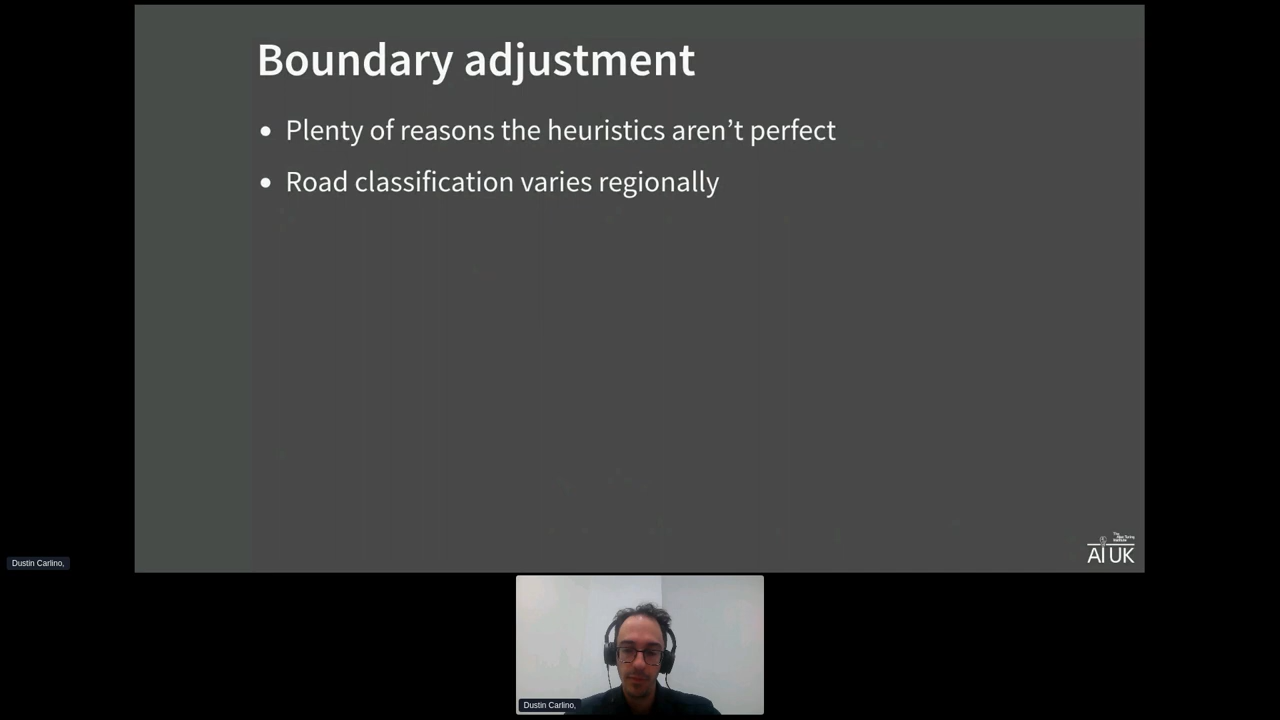 Boundary adjustment
Plenty of reasons the heuristics aren’t perfect
Road classification varies regionally
AI UK
Dustin Carlino,
Dustin Carlino,